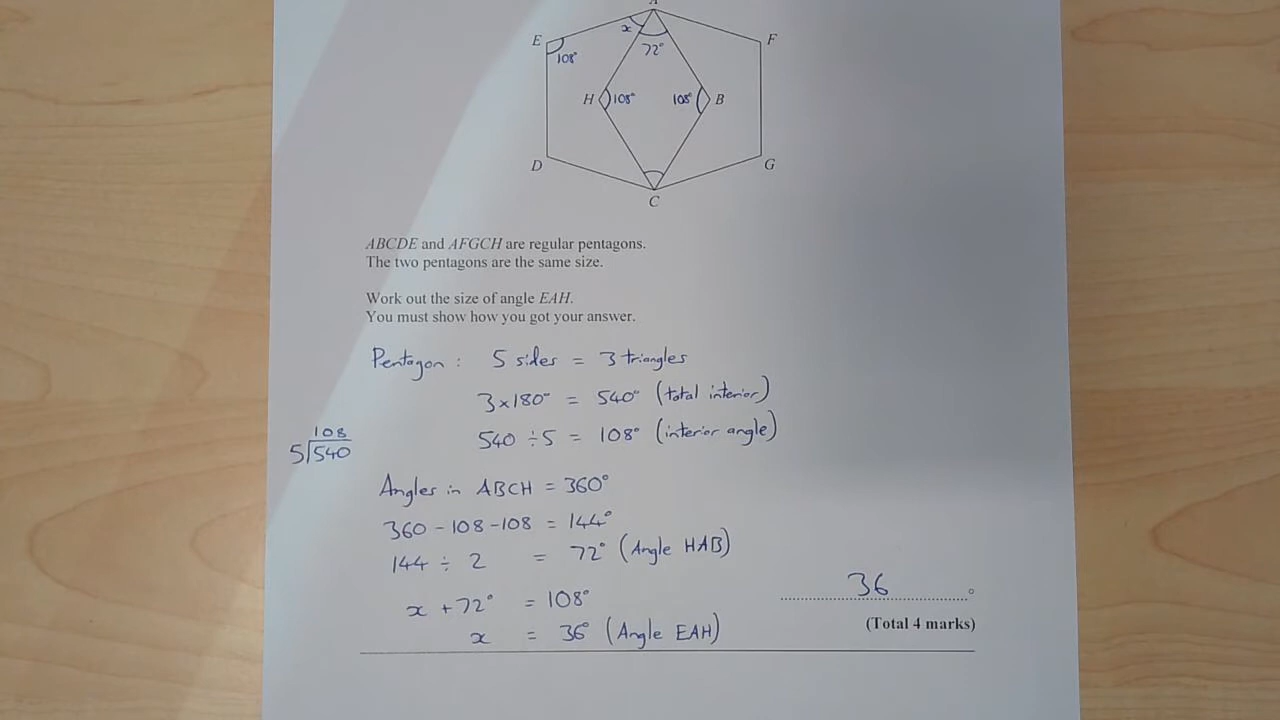 A
x
E
F
72°
108°
H
108°
108°
B
D
G
C
ABCDE and AFGCH are regular pentagons.
The two pentagons are the same size.
Work out the size of angle EAH.
You must show how you got your answer.
Pentagon : 5 sides = 3 triangles
3 x 180° = 540° (total interior)
540 ÷ 5 = 108° (interior angle)
108
5 540
Angles in ABCH = 360°
360 - 108 - 108 = 144°
144 ÷ 2 = 72° (Angle HAB)
x + 72° = 108°
x = 36° (Angle EAH)
36 °
(Total 4 marks)